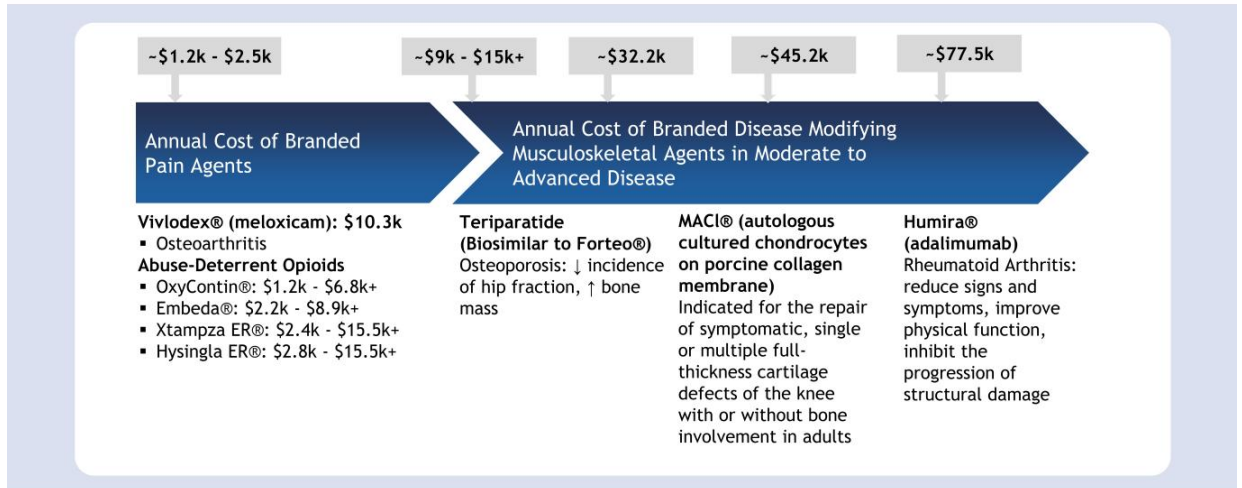 ~$1.2k - $2.5k
~$9k - $15k+
~$32.2k
~$45.2k
~$77.5k
Annual Cost of Branded
Pain Agents
Annual Cost of Branded Disease Modifying
Musculoskeletal Agents in Moderate to
Advanced Disease
Vivlodex® (meloxicam): $10.3k
▪ Osteoarthritis
Abuse-Deterrent Opioids
▪ OxyContin®: $1.2k - $6.8k+
▪ Embeda®: $2.2k - $8.9k+
▪ Xtampza ER®: $2.4k - $15.5k+
▪ Hysingla ER®: $2.8k - $15.5k+
Teriparatide
(Biosimilar to Forteo®)
Osteoporosis: ↓ incidence
of hip fraction, ↑ bone
mass
MACI® (autologous
cultured chondrocytes
on porcine collagen
membrane)
Indicated for the repair
of symptomatic, single
or multiple full-
thickness cartilage
defects of the knee
with or without bone
involvement in adults
Humira®
(adalimumab)
Rheumatoid Arthritis:
reduce signs and
symptoms, improve
physical function,
inhibit the
progression of
structural damage